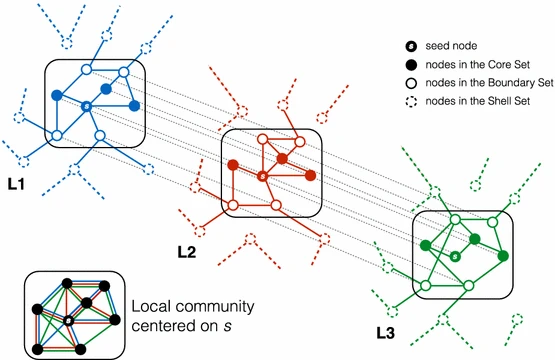 s seed node
nodes in the Core Set
nodes in the Boundary Set
nodes in the Shell Set
s
L1
s
L2
s
L3
s
Local community
centered on s